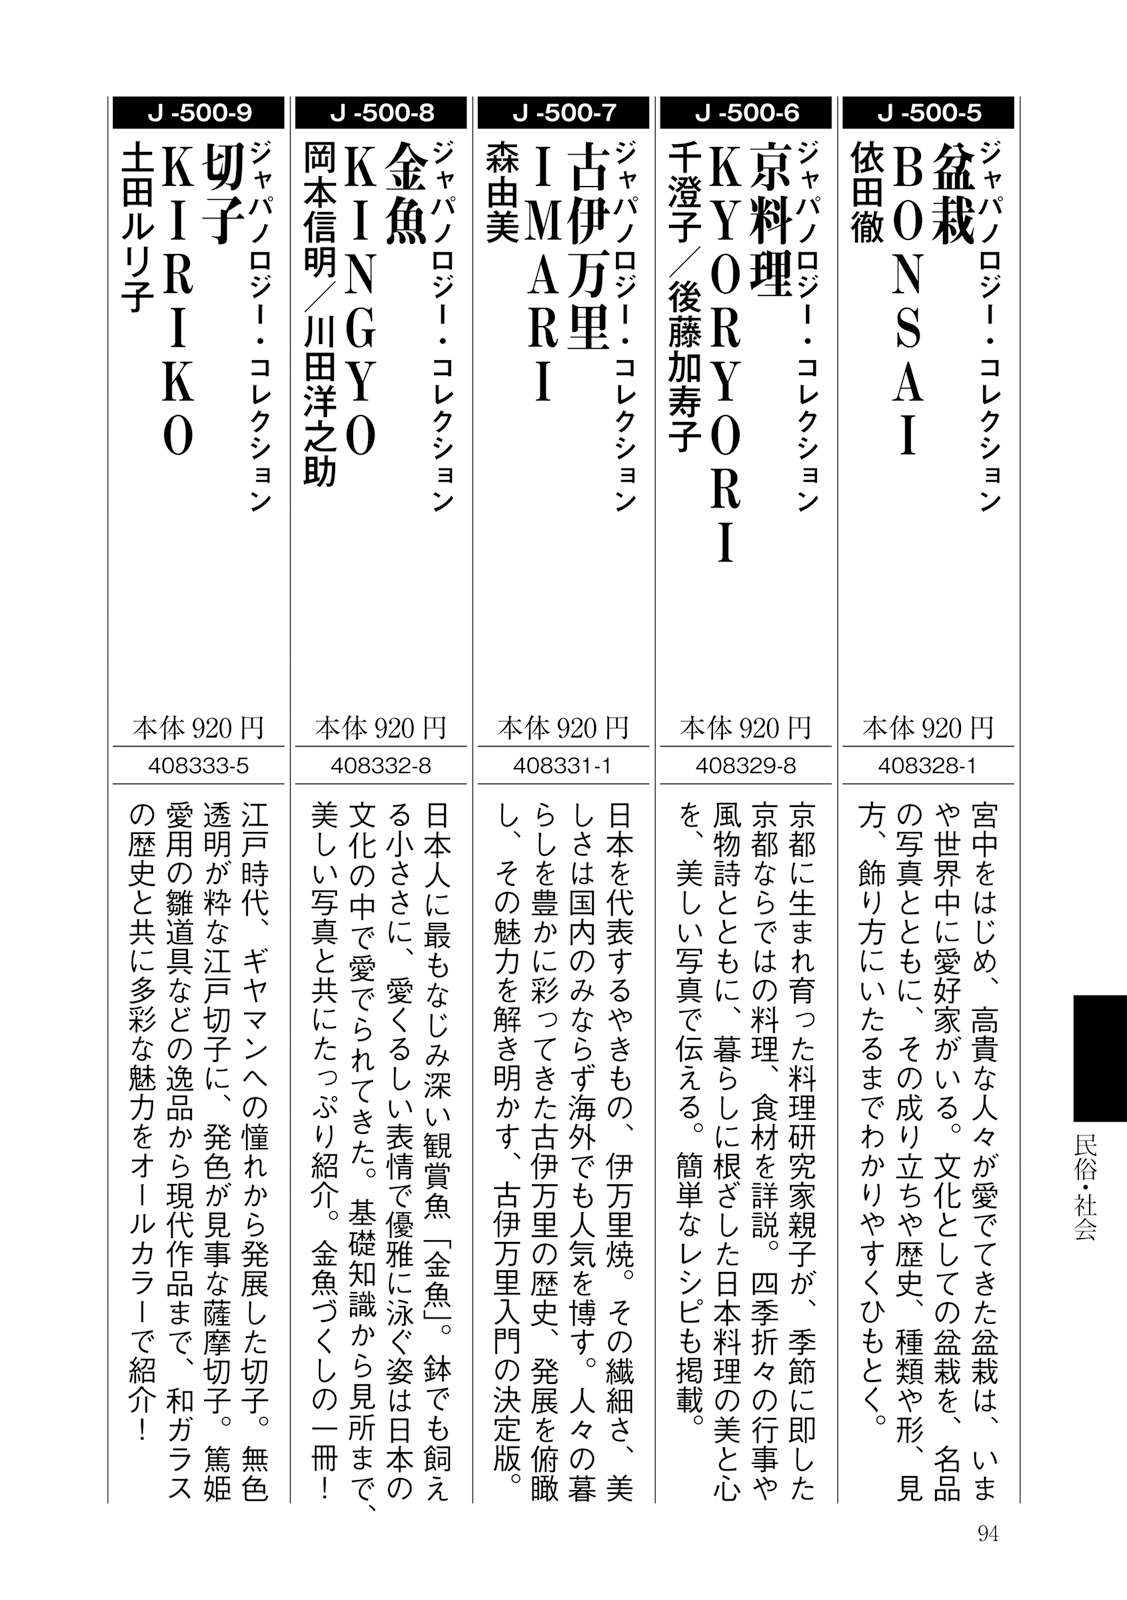 J-500-5
ジャパノロジー・コレクション
盆栽
BONSAI
依田徹
本体920円
408328-1
宮中をはじめ、高貴な人々が愛でてきた盆栽は、いま
や世界中に愛好家がいる。文化としての盆栽を、名品
の写真とともに、その成り立ちや歴史、種類や形、見
方、飾り方にいたるまでわかりやすくひもとく。
J-500-6
ジャパノロジー・コレクション
京料理
KYORYORI
千澄子／後藤加寿子
本体920円
408329-8
京都に生まれ育った料理研究家親子が、季節に即した
京都ならではの料理、食材を詳説。四季折々の行事や
風物詩とともに、暮らしに根ざした日本料理の美と心
を、美しい写真で伝える。簡単なレシピも掲載。
J-500-7
ジャパノロジー・コレクション
古伊万里
IMARI
森由美
本体920円
408331-1
日本を代表するやきもの、伊万里焼。その繊細さ、美
しさは国内のみならず海外でも人気を博す。人々の暮
らしを豊かに彩ってきた古伊万里の歴史、発展を俯瞰
し、その魅力を解き明かす、古伊万里入門の決定版。
J-500-8
ジャパノロジー・コレクション
金魚
KINGYO
岡本信明／川田洋之助
本体920円
408332-8
日本人に最もなじみ深い観賞魚「金魚」。鉢でも飼え
る小ささに、愛くるしい表情で優雅に泳ぐ姿は日本の
文化の中で愛でられてきた。基礎知識から見所まで、
美しい写真と共にたっぷり紹介。金魚づくしの一冊！
J-500-9
ジャパノロジー・コレクション
切子
KIRIKO
土田ルリ子
本体920円
408333-5
江戸時代、ギヤマンへの憧れから発展した切子。無色
透明が粋な江戸切子に、発色が見事な薩摩切子。篤姫
愛用の雛道具などの逸品から現代作品まで、和ガラス
の歴史と共に多彩な魅力をオールカラーで紹介！
民俗・社会
94